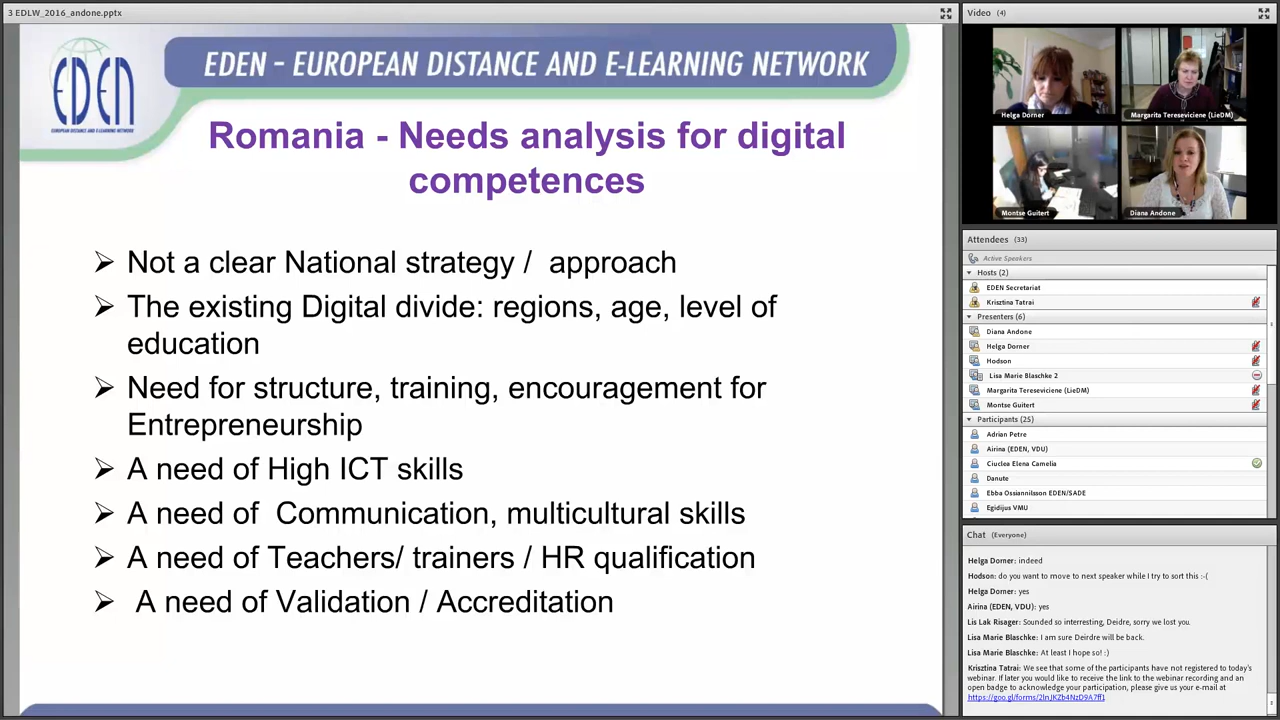 3 EDLW_2016_andone.pptx
EDEN
EUROPEAN DISTANCE AND E-LEARNING NETWORK
EDEN – EUROPEAN DISTANCE AND E-LEARNING NETWORK
Romania - Needs analysis for digital
competences
Not a clear National strategy / approach
The existing Digital divide: regions, age, level of
education
Need for structure, training, encouragement for
Entrepreneurship
A need of High ICT skills
A need of Communication, multicultural skills
A need of Teachers/ trainers / HR qualification
A need of Validation / Accreditation
Video (4)
Helga Dorner
Margarita Tereseviciene (LieDM)
Montse Guitert
Diana Andone
Attendees (33)
Active Speakers
Hosts (2)
EDEN Secretariat
Krisztina Tatrai
Presenters (6)
Diana Andone
Helga Dorner
Hodson
Lisa Marie Blaschke 2
Margarita Tereseviciene (LieDM)
Montse Guitert
Participants (25)
Adrian Petre
Airina (EDEN, VDU)
Ciuclea Elena Camelia
Danute
Ebba Ossiannilsson EDEN/SADE
Egidijus VMU
Chat (Everyone)
Helga Dorner: indeed
Hodson: do you want to move to next speaker while I try to sort this :-(
Helga Dorner: yes
Airina (EDEN, VDU): yes
Lis Lak Risager: Sounded so interresting, Deidre, sorry we lost you.
Lisa Marie Blaschke: I am sure Deirdre will be back.
Lisa Marie Blaschke: At least I hope so! :)
Krisztina Tatrai: We see that some of the participants have not registered to today's
webinar. If later you would like to receive the link to the webinar recording and an
open badge to acknowledge your participation, please give us your e-mail at
https://goo.gl/forms/2lnJKZb4NzD9A7ff1